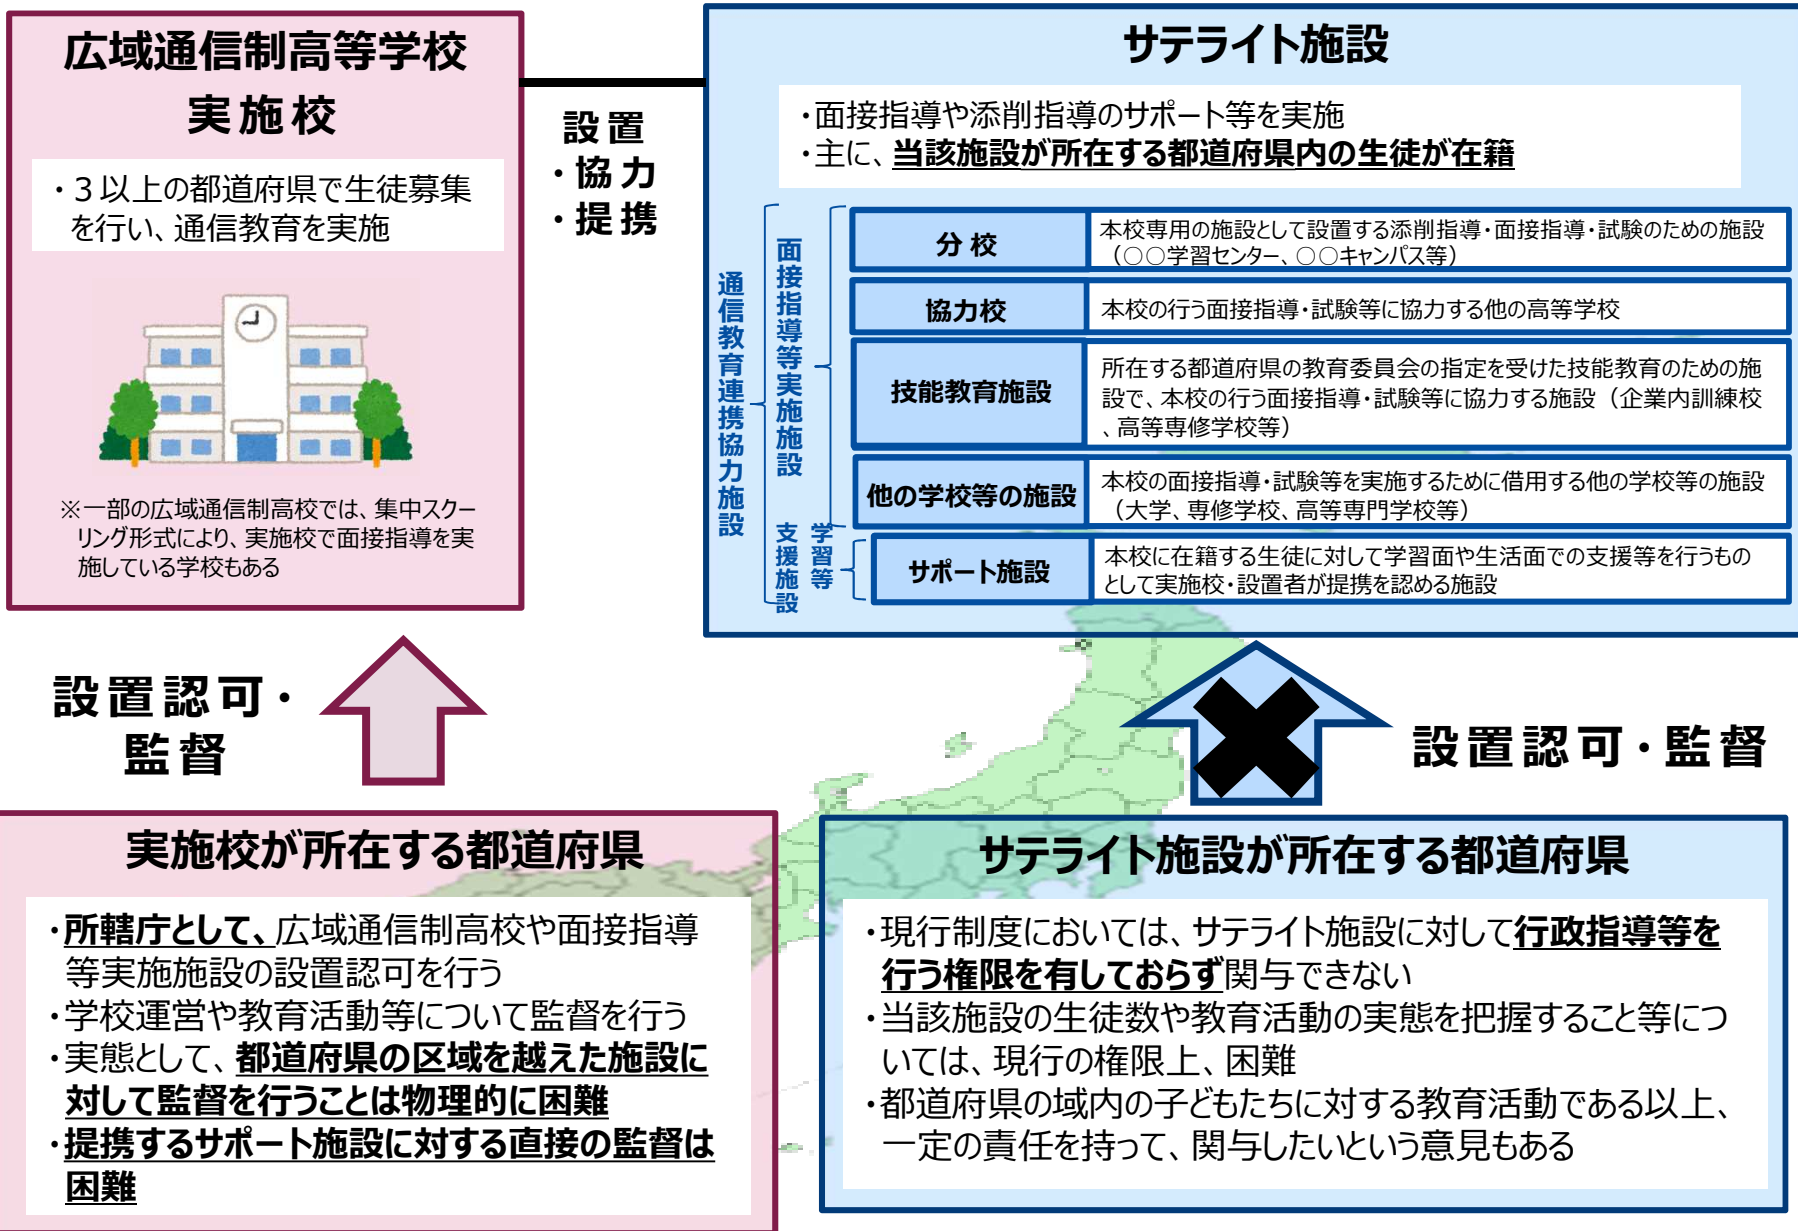 広域通信制高等学校
実施校
・３以上の都道府県で生徒募集
を行い、通信教育を実施
※一部の広域通信制高校では、集中スクー
リング形式により、実施校で面接指導を実
施している学校もある
設置
・協力
・提携
サテライト施設
・面接指導や添削指導のサポート等を実施
・主に、当該施設が所在する都道府県内の生徒が在籍
通信教育連携協力施設
面接指導等実施施設
分校
本校専用の施設として設置する添削指導・面接指導・試験のための施設
（○○学習センター、○○キャンパス等）
協力校
本校の行う面接指導・試験等に協力する他の高等学校
技能教育施設
所在する都道府県の教育委員会の指定を受けた技能教育のための施
設で、本校の行う面接指導・試験等に協力する施設（企業内訓練校
、高等専修学校等）
他の学校等の施設
本校の面接指導・試験等を実施するために借用する他の学校等の施設
（大学、専修学校、高等専門学校等）
学習等
支援施設
サポート施設
本校に在籍する生徒に対して学習面や生活面での支援等を行うもの
として実施校・設置者が提携を認める施設
設置認可・
監督
設置認可・監督
実施校が所在する都道府県
・所轄庁として、広域通信制高校や面接指導
等実施施設の設置認可を行う
・学校運営や教育活動等について監督を行う
・実態として、都道府県の区域を越えた施設に
対して監督を行うことは物理的に困難
・提携するサポート施設に対する直接の監督は
困難
サテライト施設が所在する都道府県
・現行制度においては、サテライト施設に対して行政指導等を
行う権限を有しておらず関与できない
・当該施設の生徒数や教育活動の実態を把握すること等につ
いては、現行の権限上、困難
・都道府県の域内の子どもたちに対する教育活動である以上、
一定の責任を持って、関与したいという意見もある